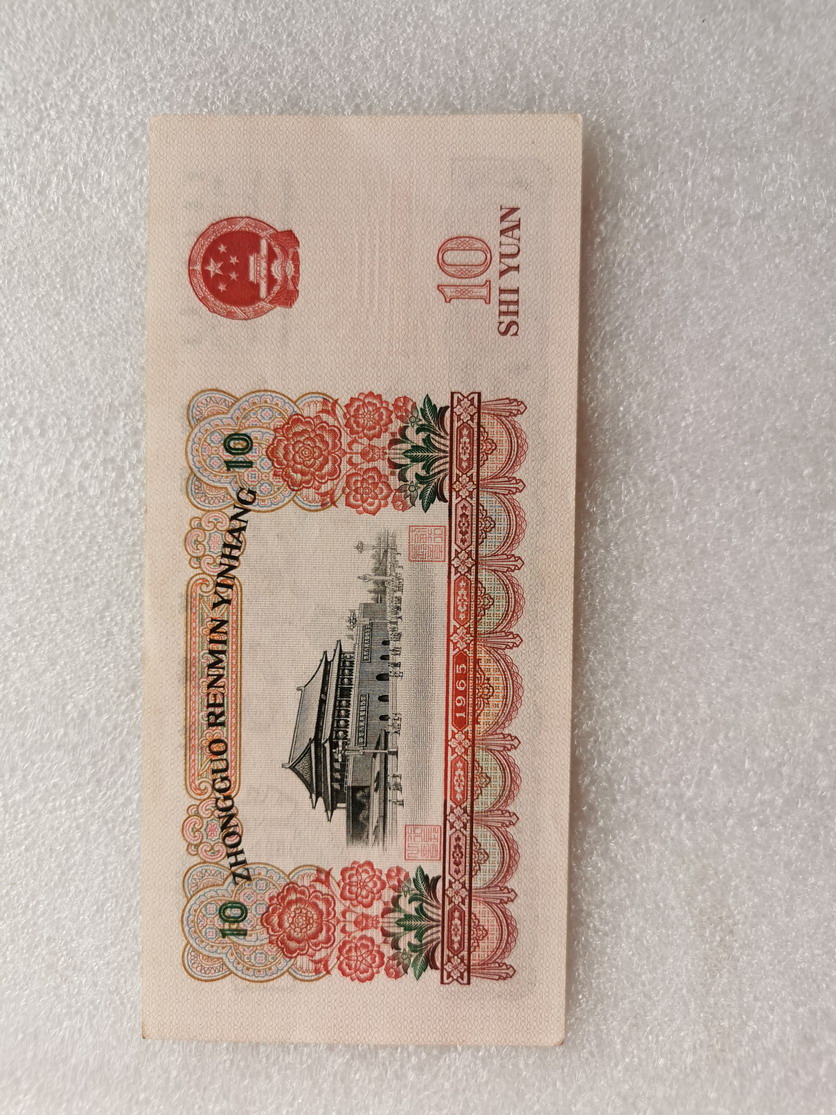 10 ZHONGGUO RENMIN YINHANG 10
1965
10
SHI YUAN